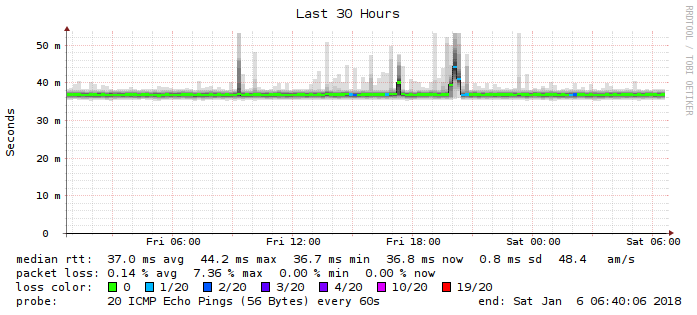 Last 30 Hours
RRDTOOL / TOBI OETIKER
Seconds
50 m
40 m
30 m
20 m
10 m
0
Fri 06:00 Fri 12:00 Fri 18:00 Sat 00:00 Sat 06:00
median rtt: 37.0 ms avg 44.2 ms max 36.7 ms min 36.8 ms now 0.8 ms sd 48.4 am/s
packet loss: 0.14 % avg 7.36 % max 0.00 % min 0.00 % now
loss color: 0 1/20 2/20 3/20 4/20 10/20 19/20
probe: 20 ICMP Echo Pings (56 Bytes) every 60s end: Sat Jan 6 06:40:06 2018